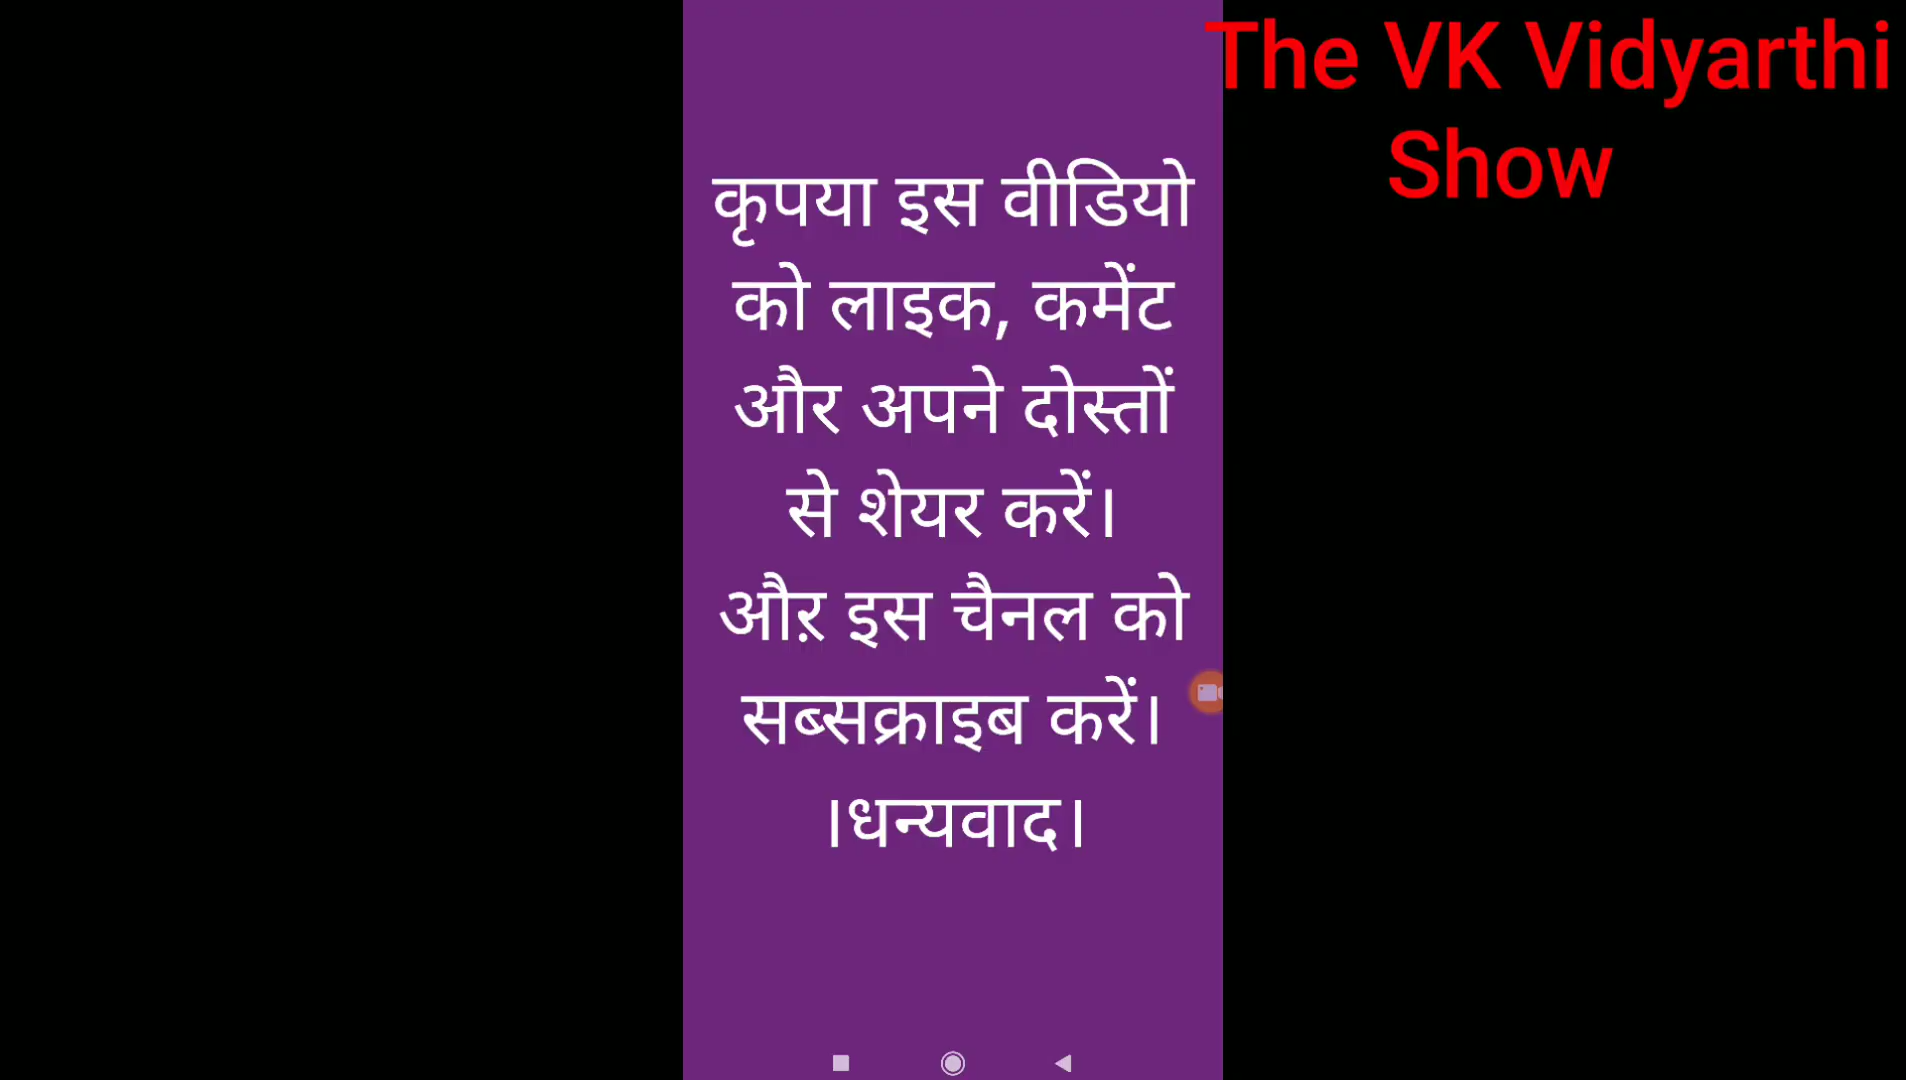 The VK Vidyarthi
Show
कृपया इस वीडियो
को लाइक, कमेंट
और अपने दोस्तों
से शेयर करें।
औऱ इस चैनल को
सब्सक्राइब करें।
।धन्यवाद।